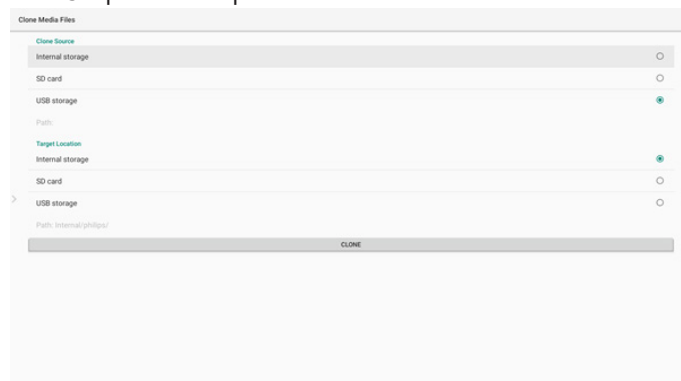 Clone Media Files
Clone Source
Internal storage
SD card
USB storage
Path:
Target Location
Internal storage
SD card
USB storage
Path: Internal/philips/
CLONE